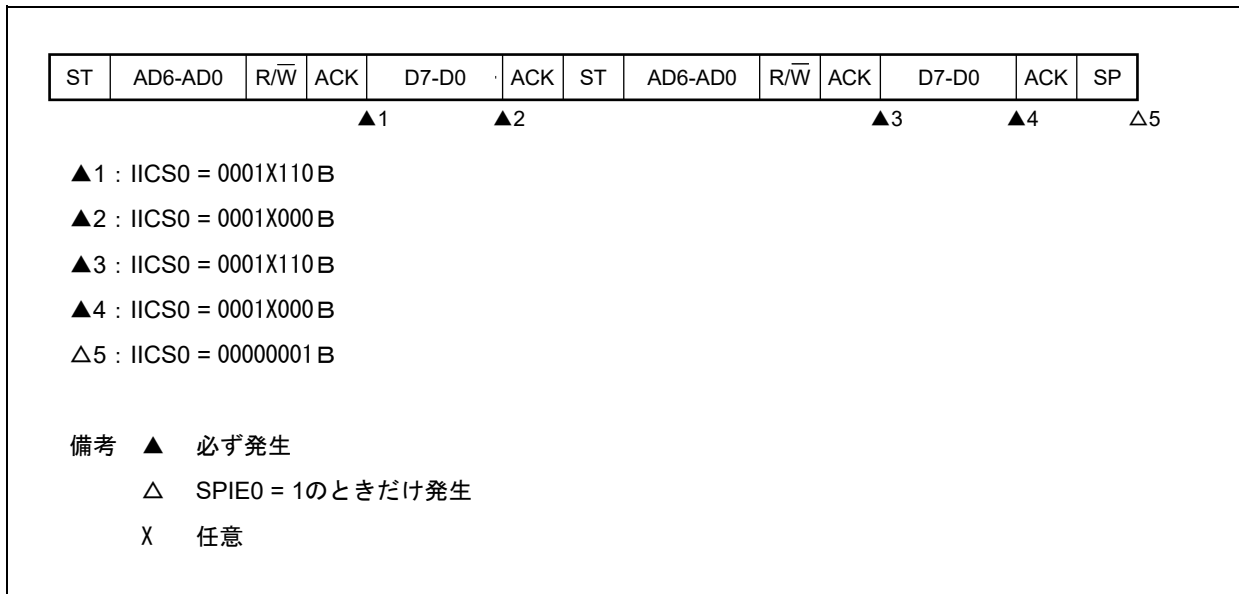 ST AD6-AD0 R/W̅ ACK D7-D0 ACK ST AD6-AD0 R/W̅ ACK D7-D0 ACK SP
▲1 ▲2 ▲3 ▲4 △5
▲1：IICS0 = 0001X110B
▲2：IICS0 = 0001X000B
▲3：IICS0 = 0001X110B
▲4：IICS0 = 0001X000B
△5：IICS0 = 00000001B
備考 ▲ 必ず発生
△ SPIE0 = 1のときだけ発生
X 任意